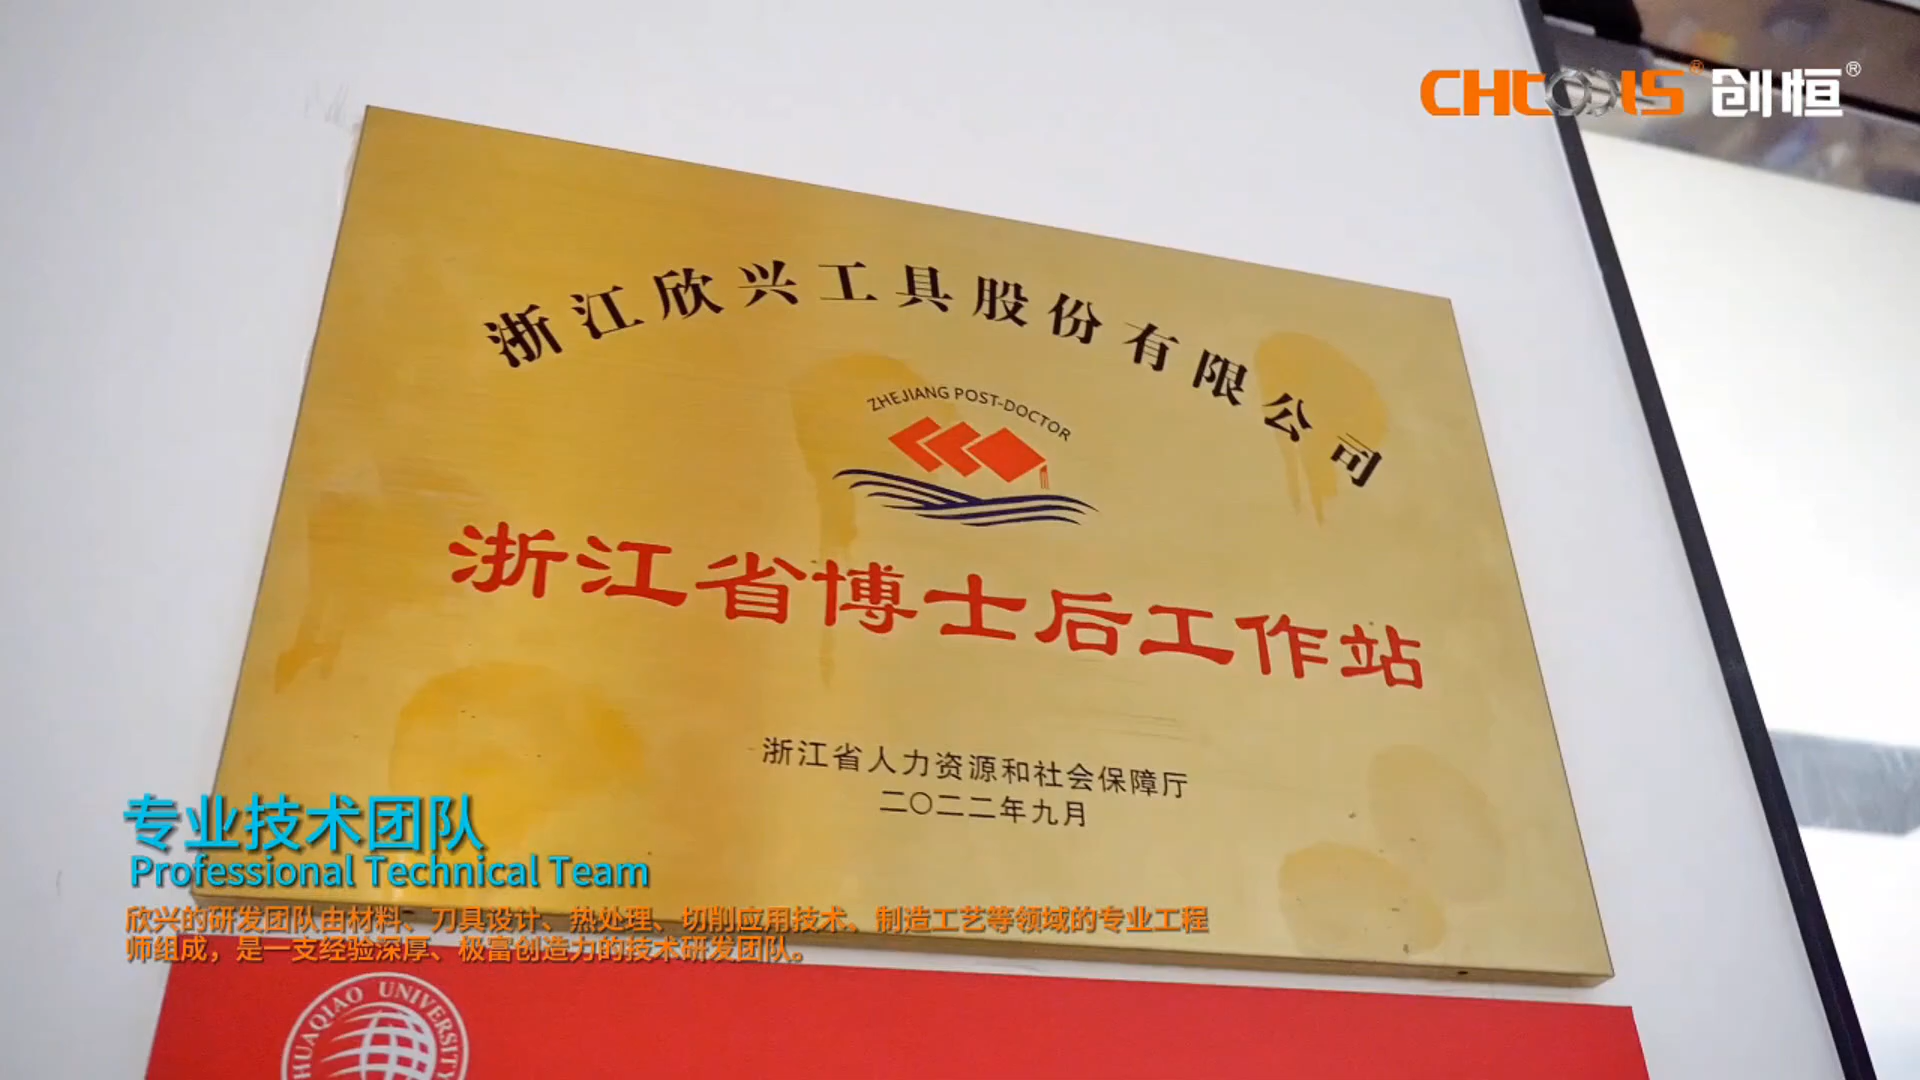 CHtools® 创恒®
浙江欣兴工具股份有限公司
ZHEJIANG POST-DOCTOR
浙江省博士后工作站
浙江省人力资源和社会保障厅
二〇二二年九月
专业技术团队
Professional Technical Team
欣兴的研发团队由材料、刀具设计、热处理、切削应用技术、制造工艺等领域的专业工程
师组成，是一支经验深厚、极富创造力的技术研发团队。
HUAQIAO UNIVERSITY